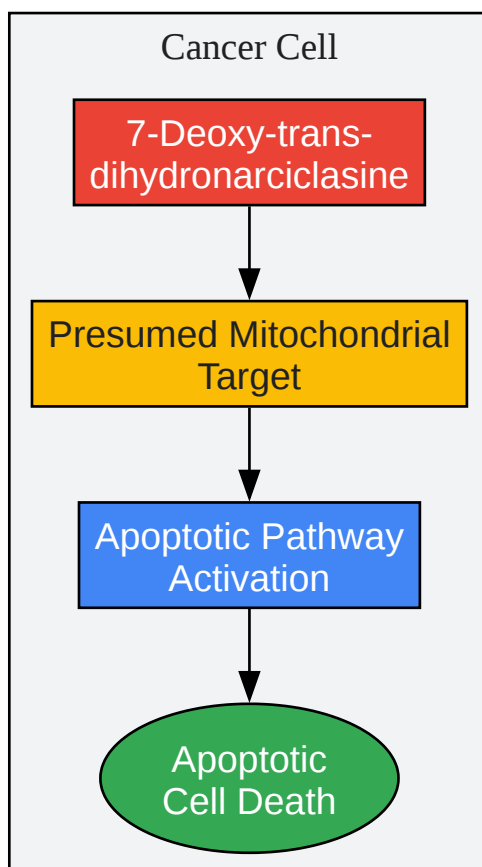 Cancer Cell
7-Deoxy-trans-
dihydronarciclasine
Presumed Mitochondrial
Target
Apoptotic Pathway
Activation
Apoptotic
Cell Death